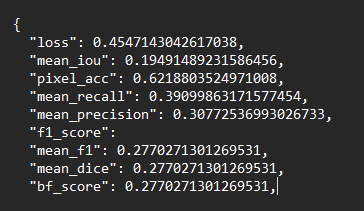 {
"loss": 0.4547143042617038,
"mean_iou": 0.19491489231586456,
"pixel_acc": 0.6218803524971008,
"mean_recall": 0.39099863171577454,
"mean_precision": 0.30772536993026733,
"f1_score":
"mean_f1": 0.2770271301269531,
"mean_dice": 0.2770271301269531,
"bf_score": 0.2770271301269531,